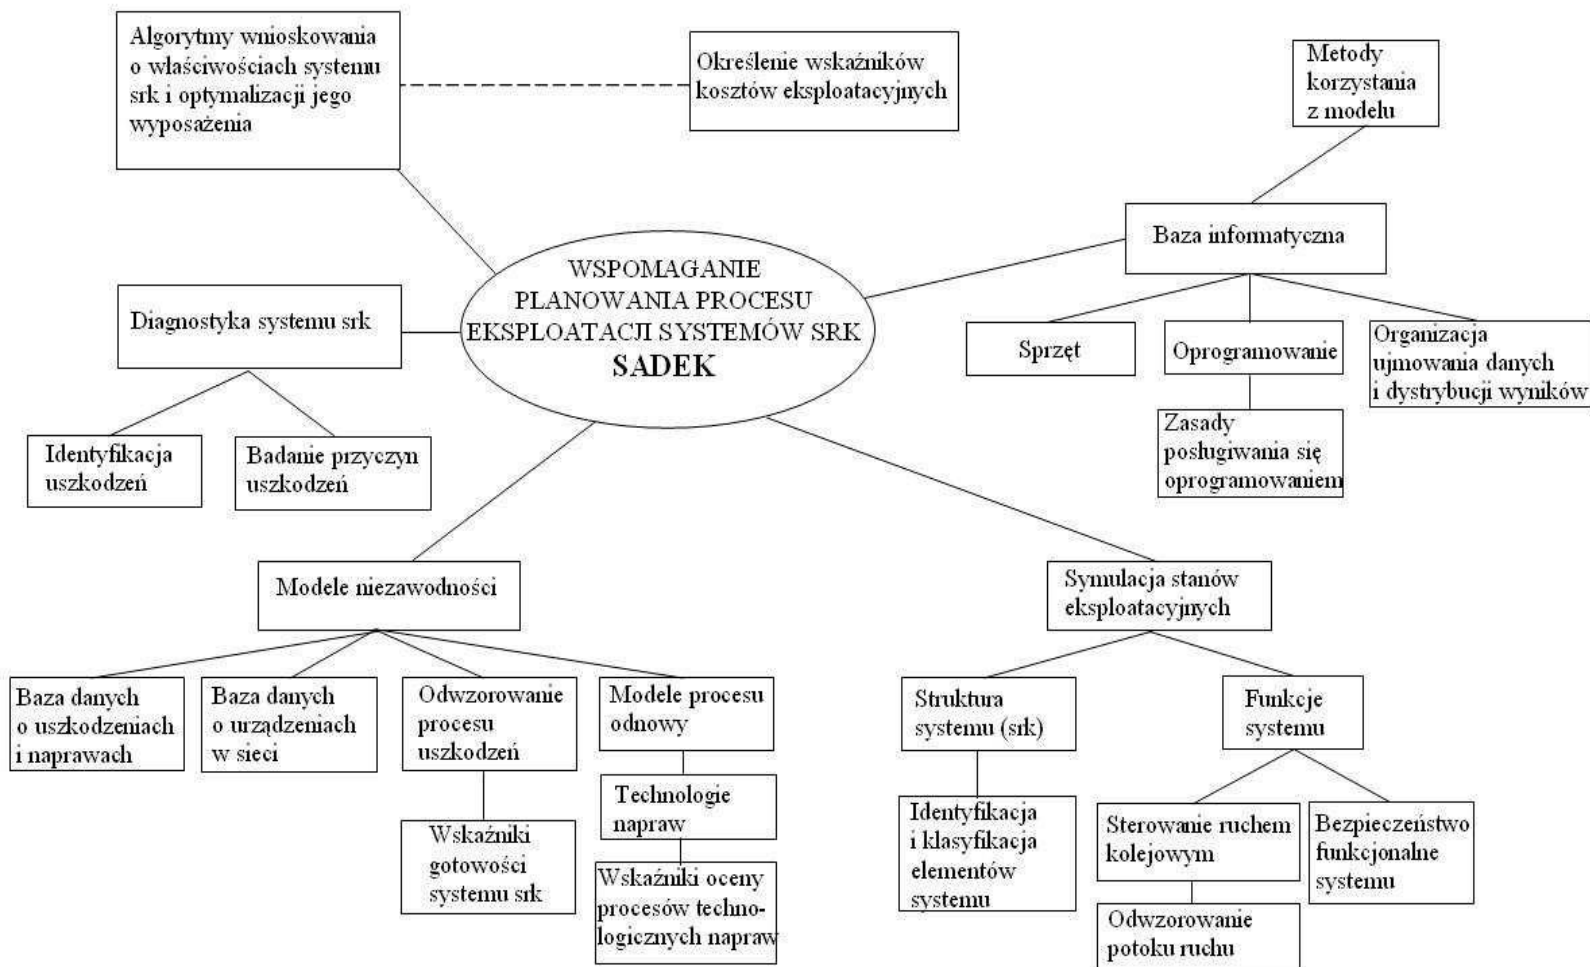 Algorytmy wnioskowania
o właściwościach systemu
srk i optymalizacji jego
wyposażenia
Określenie wskaźników
kosztów eksploatacyjnych
Metody
korzystania
z modelu
Baza informatyczna
WSPOMAGANIE
PLANOWANIA PROCESU
EKSPLOATACJI SYSTEMÓW SRK
SADEK
Diagnostyka systemu srk
Sprzęt
Oprogramowanie
Organizacja
ujmowania danych
i dystrybucji wyników
Zasady
posługiwania się
oprogramowaniem
Identyfikacja
uszkodzeń
Badanie przyczyn
uszkodzeń
Modele niezawodności
Symulacja stanów
eksploatacyjnych
Baza danych
o uszkodzeniach
i naprawach
Baza danych
o urządzeniach
w sieci
Odwzorowanie
procesu
uszkodzeń
Modele procesu
odnowy
Struktura
systemu (srk)
Funkcje
systemu
Technologie
napraw
Wskaźniki
gotowości
systemu srk
Wskaźniki oceny
procesów techno-
logicznych napraw
Identyfikacja
i klasyfikacja
elementów
systemu
Sterowanie ruchem
kolejowym
Bezpieczeństwo
funkcjonalne
systemu
Odwzorowanie
potoku ruchu